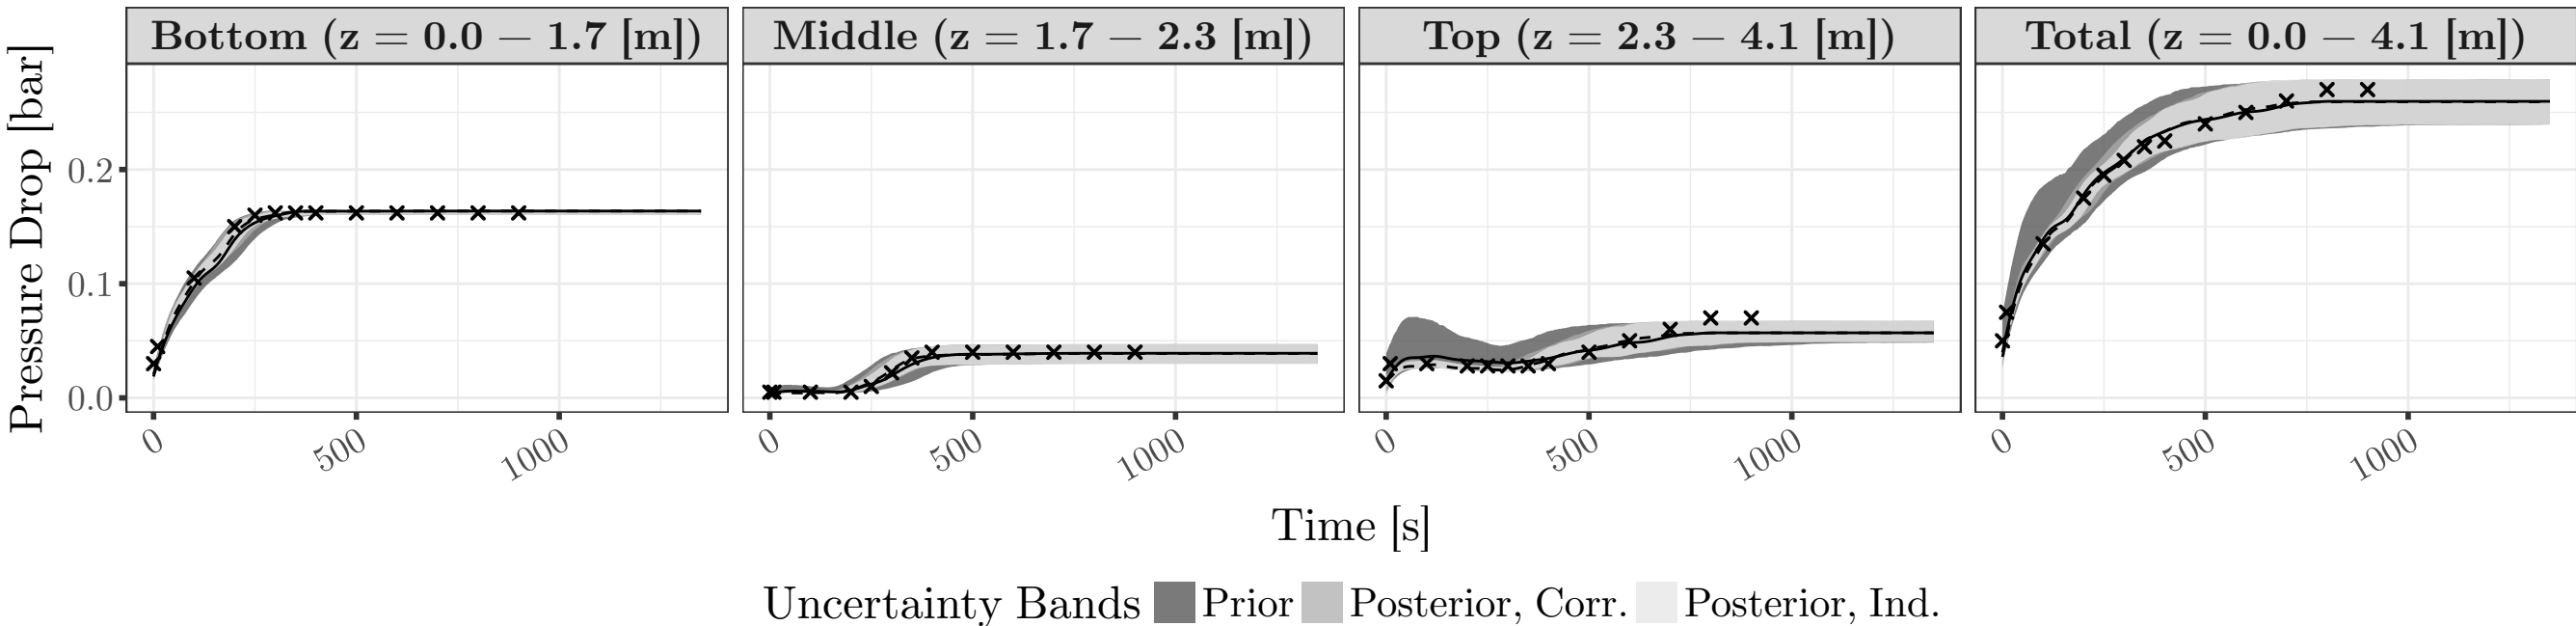 Bottom (z = 0.0 − 1.7 [m])
Middle (z = 1.7 − 2.3 [m])
Top (z = 2.3 − 4.1 [m])
Total (z = 0.0 − 4.1 [m])
Pressure Drop [bar]
0.2
0.1
0.0
0 500 1000
0 500 1000
0 500 1000
0 500 1000
Time [s]
Uncertainty Bands Prior Posterior, Corr. Posterior, Ind.